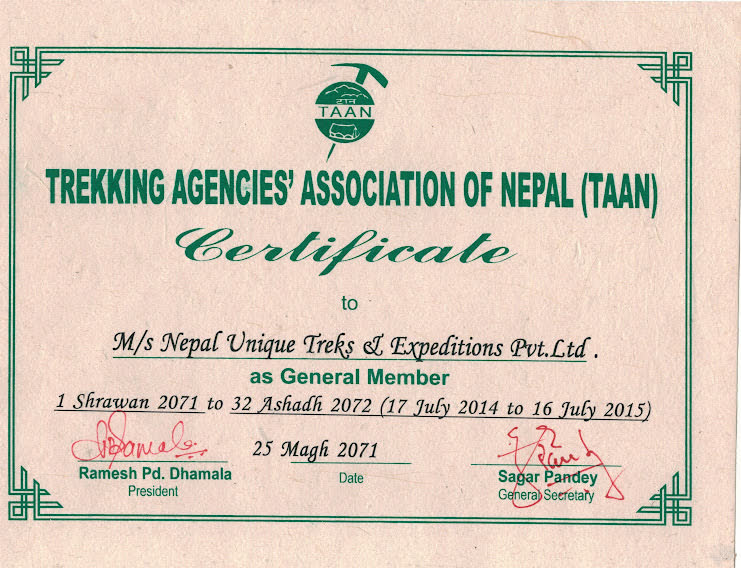 टान
TAAN
TREKKING AGENCIES' ASSOCIATION OF NEPAL (TAAN)
Certificate
to
M/s Nepal Unique Treks & Expeditions Pvt.Ltd .
as General Member
1 Shrawan 2071 to 32 Ashadh 2072 (17 July 2014 to 16 July 2015)
25 Magh 2071
Ramesh Pd. Dhamala
President
Date
Sagar Pandey
General Secretary